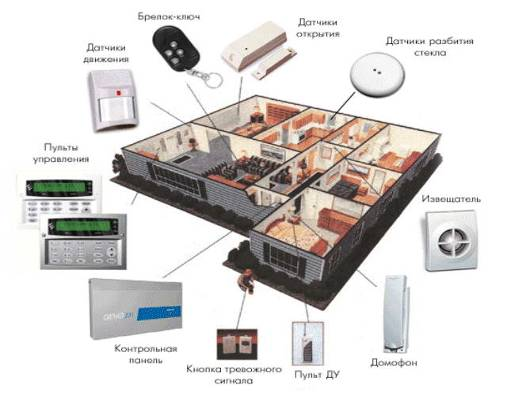 Брелок-ключ
Датчики
открытия
Датчики
движения
Датчики разбития
стекла
Пульты
управления
Извещатель
Контрольная
панель
Кнопка тревожного
сигнала
Пульт ДУ
Домофон